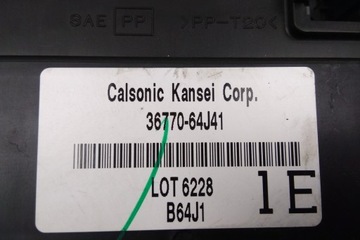 SAE PP >PP-T20<
Calsonic Kansei Corp.
36770-64J41
LOT 6228
B64J1
1E